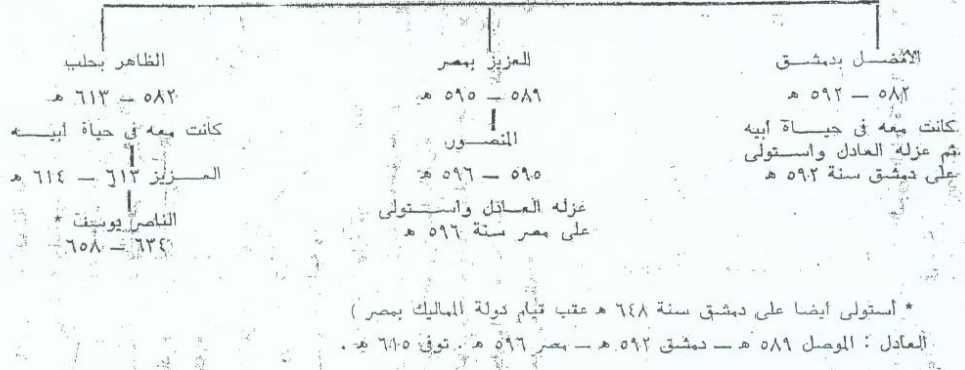 الأفضل بدمشق
٥٨٢ — ٥٩٢ هـ
كانت معه فى حياة أبيه
ثم عزله العادل واستولى
على دمشق سنة ٥٩٢ هـ
العزيز بمصر
٥٨٩ — ٥٩٥ هـ
المنصور
٥٩٥ — ٥٩٦ هـ
عزله العادل واستولى
على مصر سنة ٥٩٦ هـ
الظاهر بحلب
٥٨٢ — ٦١٣ هـ
كانت معه فى حياة أبيه
العزيز ٦١٣ — ٦١٤ هـ
الناصر يوسف *
٦٣٤ — ٦٥٨
* أستولى أيضا على دمشق سنة ٦٤٨ هـ عقب قيام دولة المماليك بمصر )
العادل : الموصل ٥٨٩ هـ — دمشق ٥٩٢ هـ — مصر ٥٩٦ هـ . توفى ٦١٥ هـ .